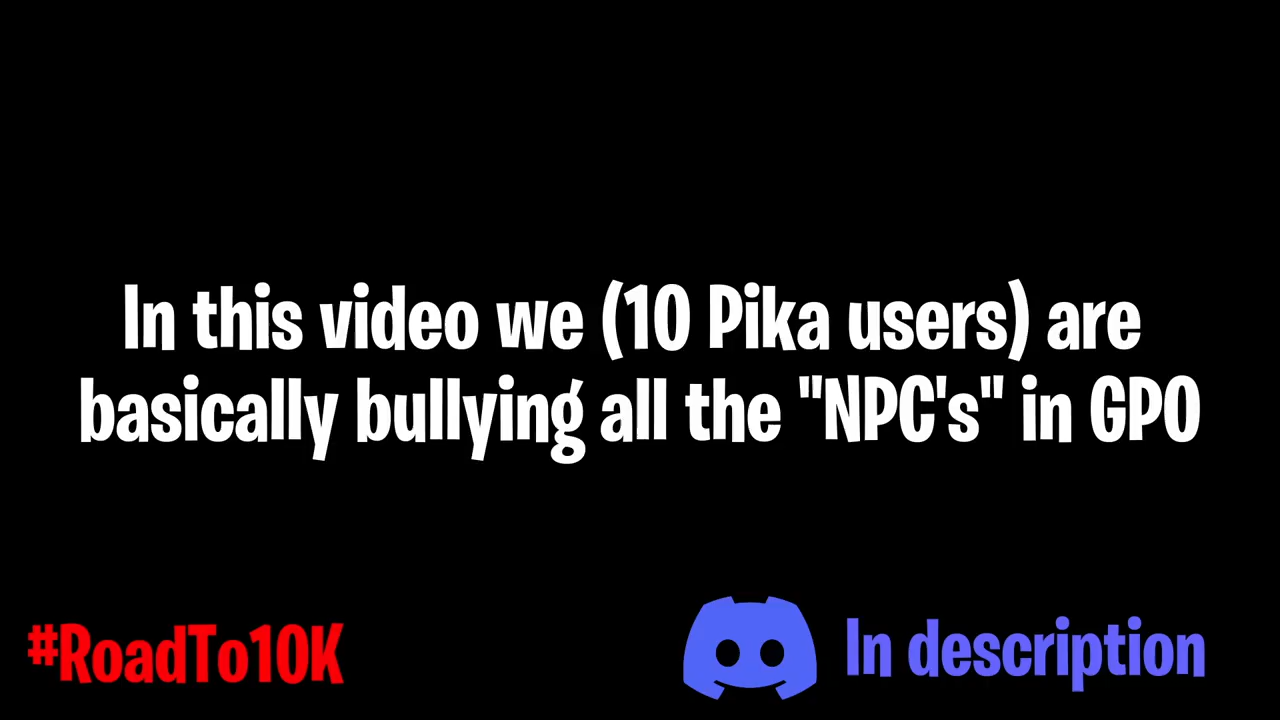 In this video we (10 Pika users) are
basically bullying all the "NPC's" in GPO
#RoadTo10K
In description